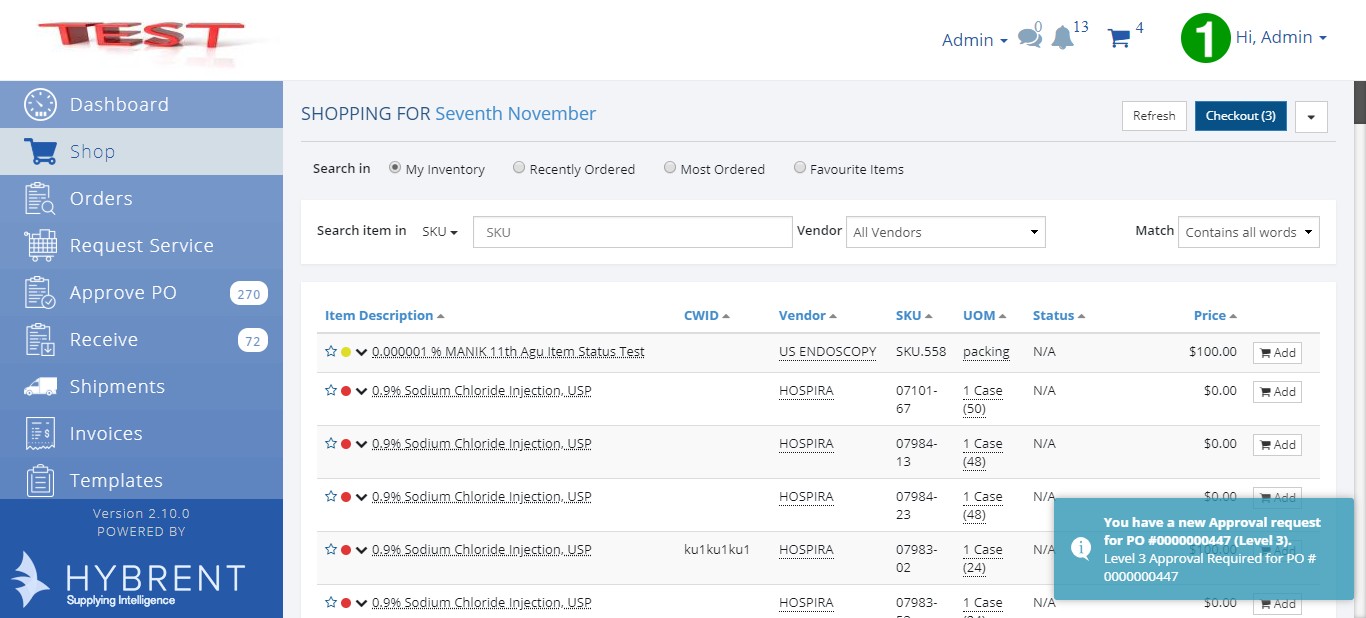 TEST
Admin
0
13
4
1
Hi, Admin
Dashboard
Shop
Orders
Request Service
Approve PO 270
Receive 72
Shipments
Invoices
Templates
Version 2.10.0
POWERED BY
HYBRENT
Supplying Intelligence
SHOPPING FOR Seventh November
Refresh
Checkout (3)
Search in My Inventory Recently Ordered Most Ordered Favourite Items
Search item in SKU SKU Vendor All Vendors Match Contains all words
Item Description CWID Vendor SKU UOM Status Price
0.000001 % MANIK 11th Agu Item Status Test US ENDOSCOPY SKU.558 packing N/A $100.00 Add
0.9% Sodium Chloride Injection, USP HOSPIRA 07101- 1 Case N/A $0.00 Add
67 (50)
0.9% Sodium Chloride Injection, USP HOSPIRA 07984- 1 Case N/A $0.00 Add
13 (48)
0.9% Sodium Chloride Injection, USP HOSPIRA 07984- 1 Case N/A $0.00 Add
23 (48)
0.9% Sodium Chloride Injection, USP ku1ku1ku1 HOSPIRA 07983- 1 Case N/A $100.00 Add
02 (24)
0.9% Sodium Chloride Injection, USP HOSPIRA 07983- 1 Case N/A $0.00 Add
You have a new Approval request
for PO #0000000447 (Level 3).
Level 3 Approval Required for PO #
0000000447